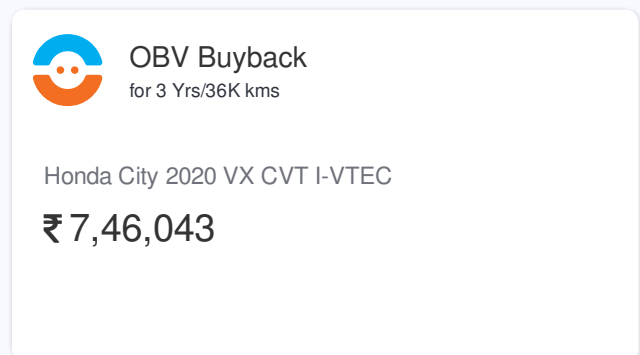 OBV Buyback
for 3 Yrs/36K kms
Honda City 2020 VX CVT I-VTEC
₹ 7,46,043